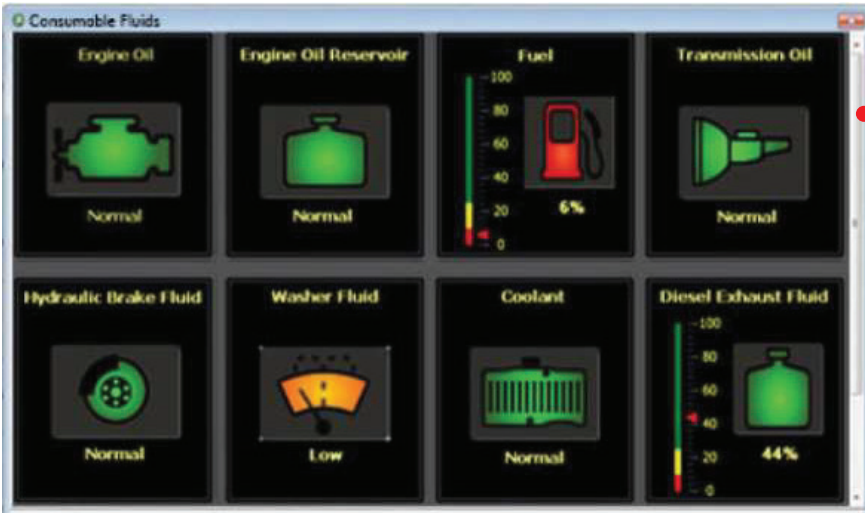 Consumable Fluids
Engine Oil
Engine Oil Reservoir
Fuel
Transmission Oil
100
80
60
40
20
0
6%
Normal
Normal
Normal
Hydraulic Brake Fluid
Washer Fluid
Coolant
Diesel Exhaust Fluid
100
80
60
40
20
0
44%
Normal
Low
Normal